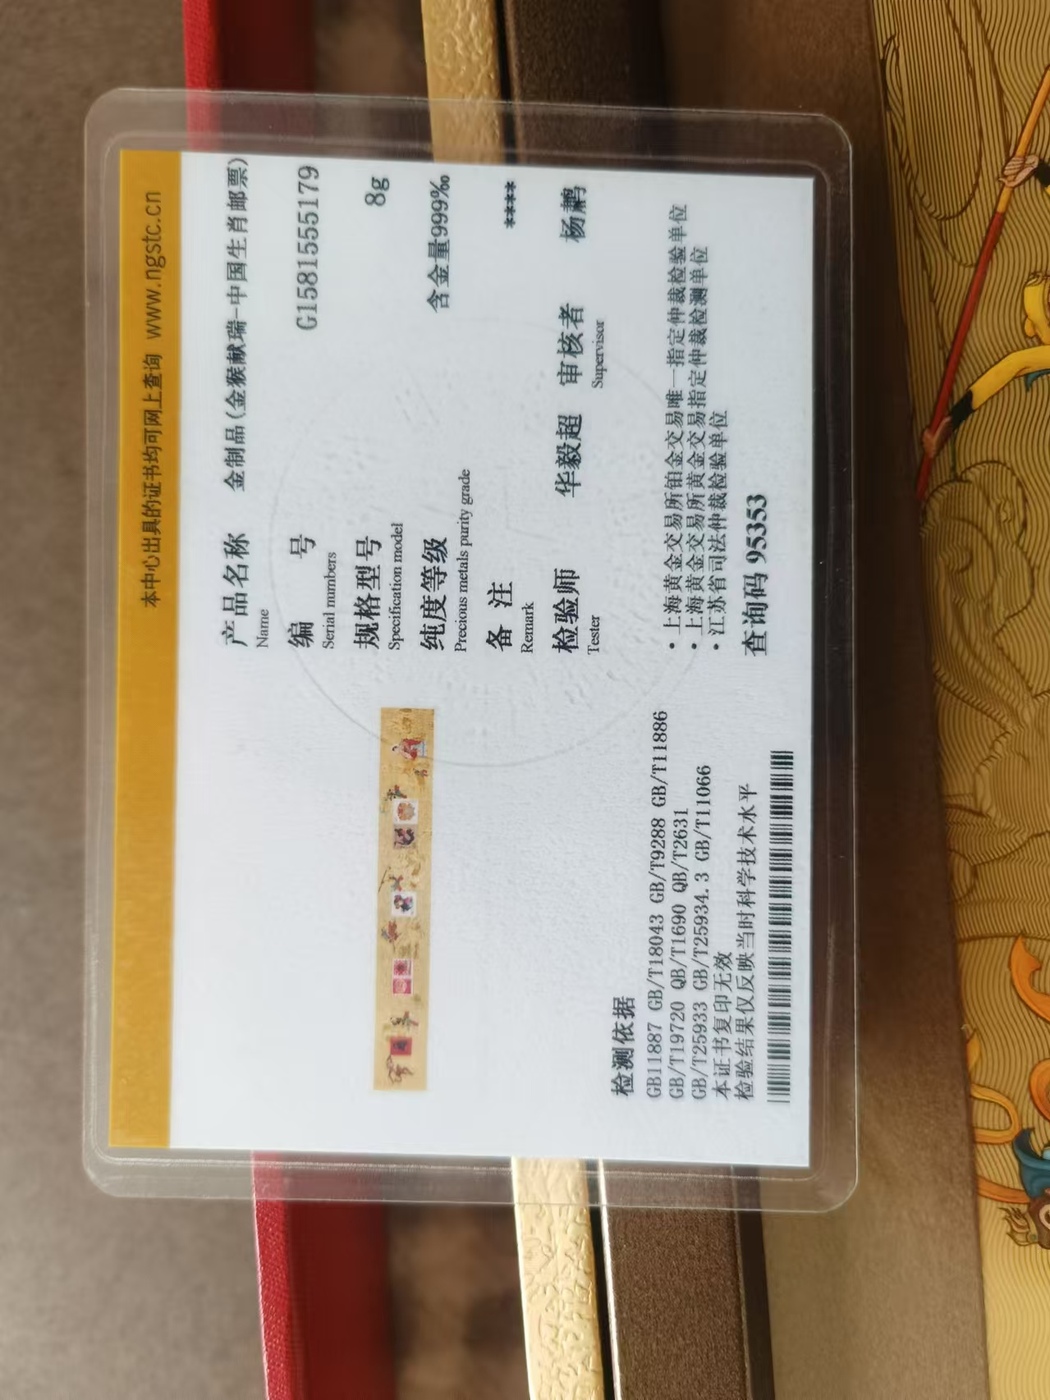 本中心出具的证书均可网上查询 www.ngstc.cn
产品名称 金制品(金猴献瑞-中国生肖邮票)
Name
编号 G1581555179
Serial numbers
规格型号 8g
Specification model
纯度等级 含金量999‰
Precious metals purity grade
备注 ****
Remark
检验师 华毅超 审核者 杨鹔
Tester Supervisor
检测依据
GB11887 GB/T18043 GB/T9288 GB/T11886
GB/T19720 QB/T1690 QB/T2631
GB/T25933 GB/T25934.3 GB/T11066
本证书复印无效
检验结果仅反映当时科学技术水平
•上海黄金交易所铂金交易唯一指定仲裁检验单位
•上海黄金交易所黄金交易指定仲裁检测单位
•江苏省司法仲裁检验单位
查询码 95353